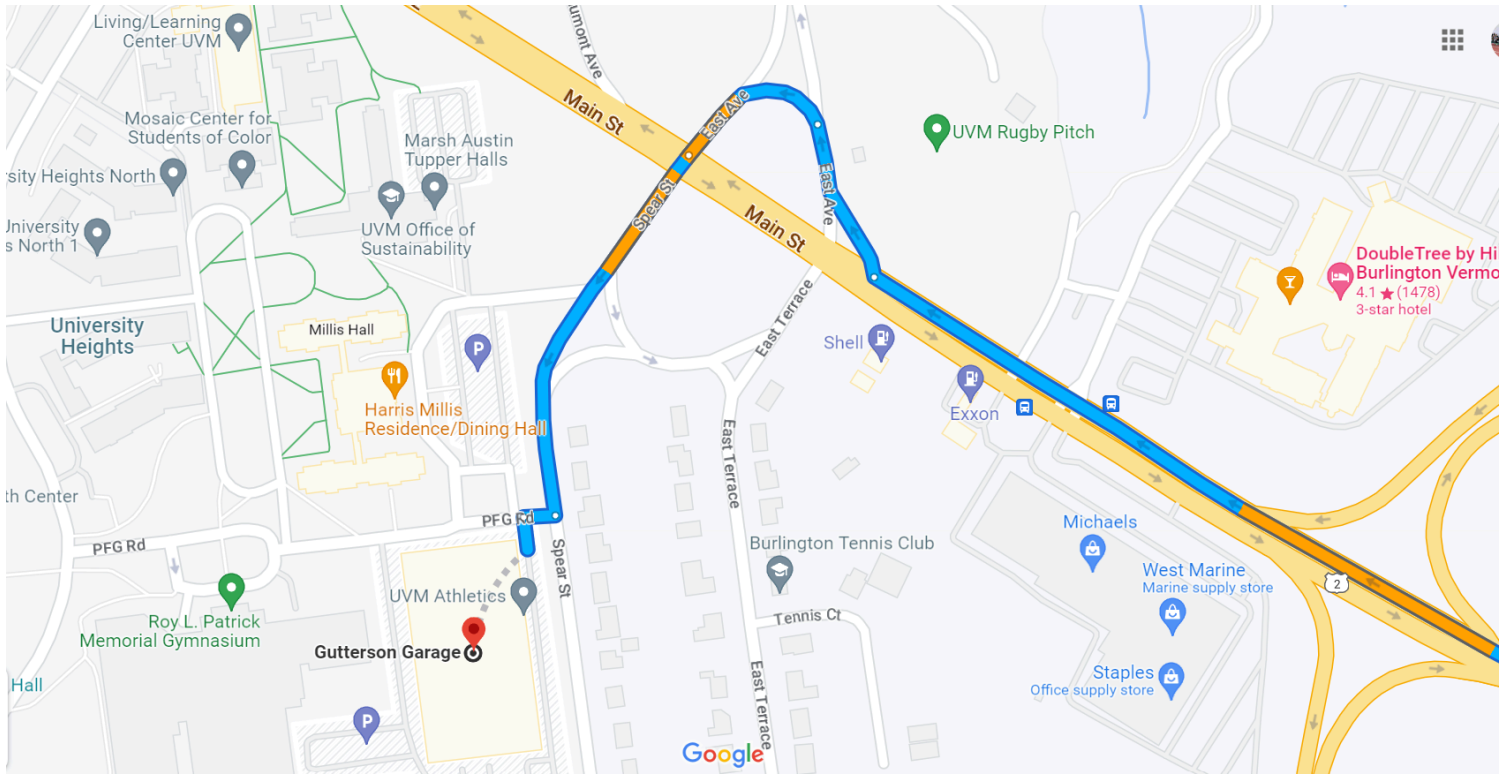 Living/Learning
Center UVM
aumont Ave
Main St
East Ave
Mosaic Center for
Students of Color
Marsh Austin
Tupper Halls
UVM Rugby Pitch
rsity Heights North
Spear St
East Ave
University
s North 1
UVM Office of
Sustainability
Main St
DoubleTree by Hi
Burlington Vermo
4.1 ★ (1478)
3-star hotel
University
Heights
Millis Hall
East Terrace
Shell
P
Exxon
Harris Millis
Residence/Dining Hall
East Terrace
th Center
PFG Rd
PFG Rd
Michaels
Spear St
Burlington Tennis Club
West Marine
Marine supply store
2
UVM Athletics
Roy L. Patrick
Memorial Gymnasium
Tennis Ct
Gutterson Garage
Hall
Staples
Office supply store
East Terrace
P
Google